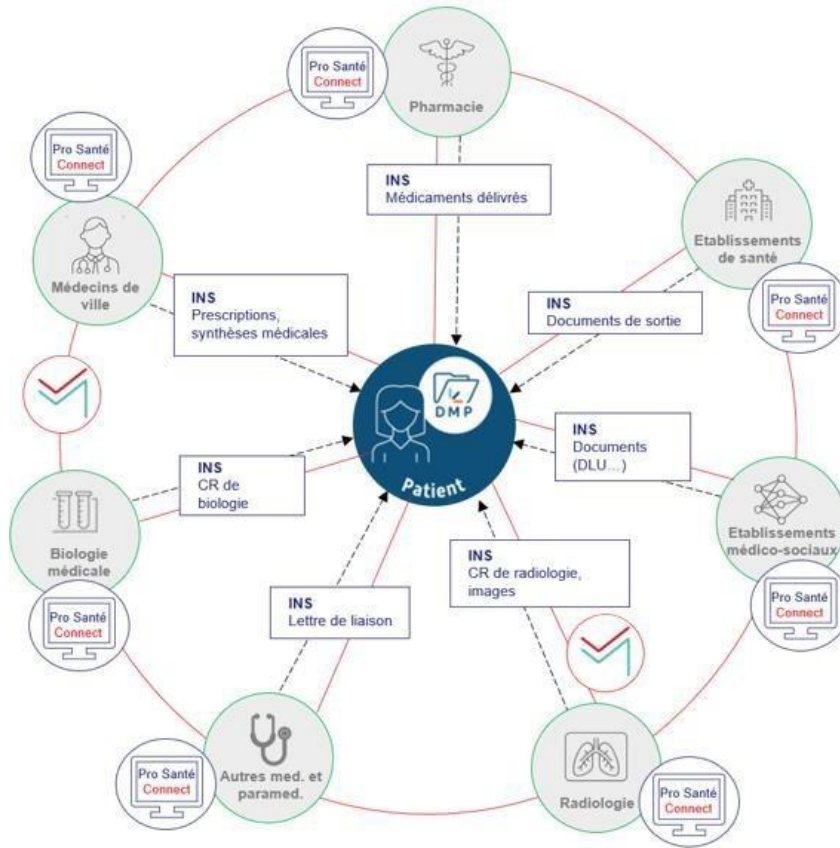 Pro Santé
Connect
Pharmacie
Pro Santé
Connect
INS
Médicaments délivrés
Etablissements
de santé
Médecins de
ville
INS
Prescriptions,
synthèses médicales
INS
Documents de sortie
Pro Santé
Connect
DMP
Patient
INS
Documents
(DLU...)
INS
CR de
biologie
Etablissements
médico-sociaux
Biologie
médicale
INS
CR de radiologie,
images
Pro Santé
Connect
INS
Lettre de liaison
Pro Santé
Connect
Pro Santé
Connect
Autres med. et
paramed.
Radiologie
Pro Santé
Connect